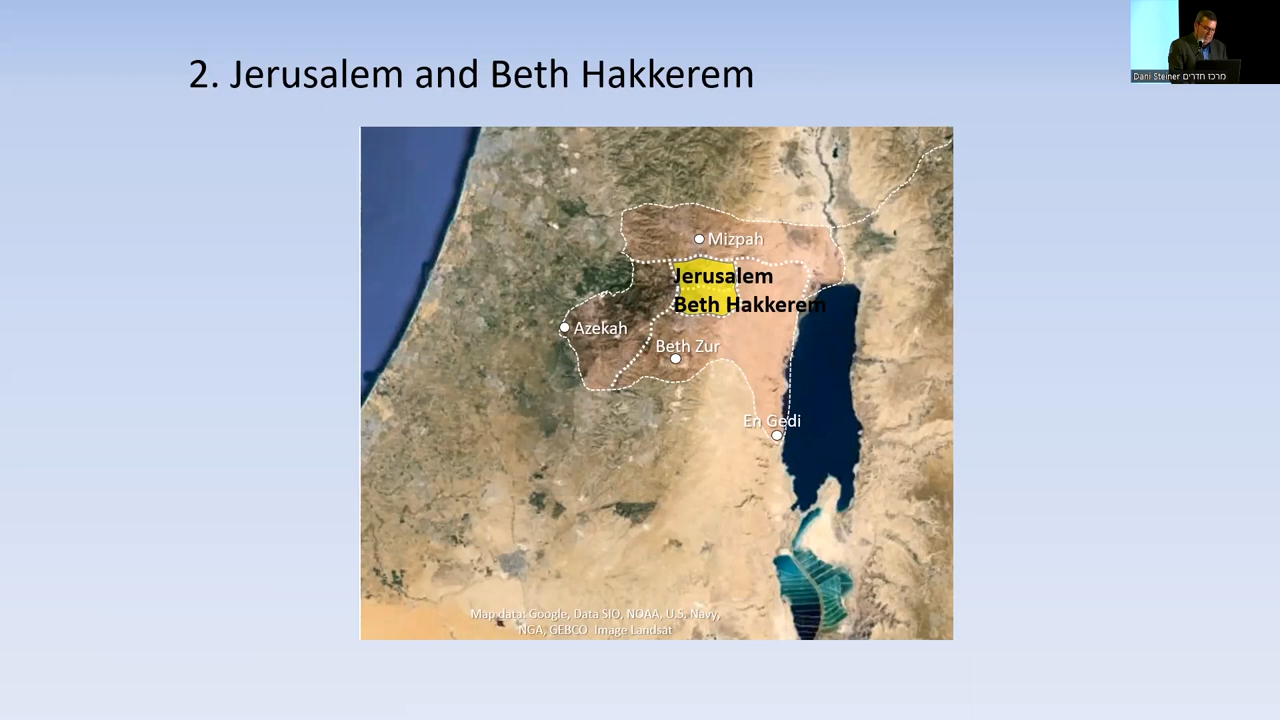 2. Jerusalem and Beth Hakkerem
Dani Steiner מרכז חדרים
Mizpah
Jerusalem
Beth Hakkerem
Azekah
Beth Zur
En Gedi
Map data: Google, Data SIO, NOAA, U.S. Navy,
NGA, GEBCO Image Landsat